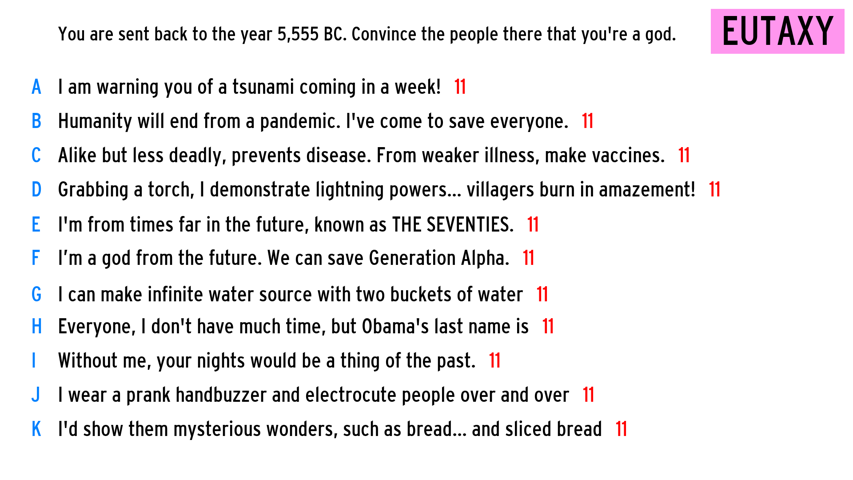 You are sent back to the year 5,555 BC. Convince the people there that you're a god.
EUTAXY
A I am warning you of a tsunami coming in a week! 11
B Humanity will end from a pandemic. I've come to save everyone. 11
C Alike but less deadly, prevents disease. From weaker illness, make vaccines. 11
D Grabbing a torch, I demonstrate lightning powers... villagers burn in amazement! 11
E I'm from times far in the future, known as THE SEVENTIES. 11
F I’m a god from the future. We can save Generation Alpha. 11
G I can make infinite water source with two buckets of water 11
H Everyone, I don't have much time, but Obama's last name is 11
I Without me, your nights would be a thing of the past. 11
J I wear a prank handbuzzer and electrocute people over and over 11
K I'd show them mysterious wonders, such as bread... and sliced bread 11